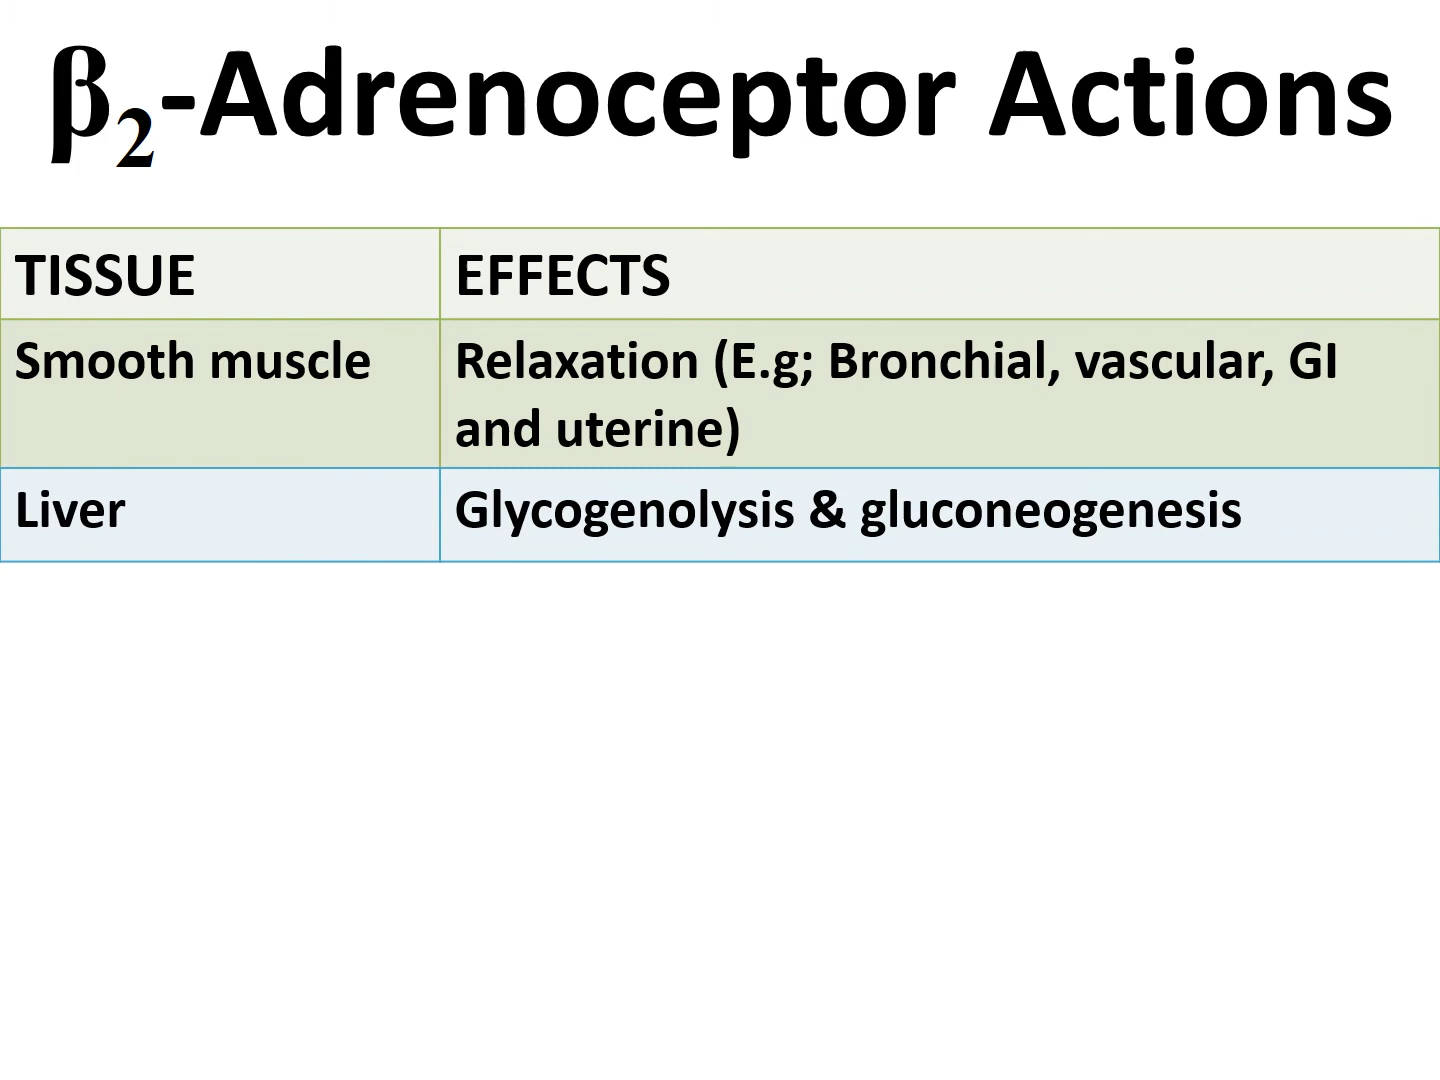 β₂-Adrenoceptor Actions
TISSUE
EFFECTS
Smooth muscle
Relaxation (E.g; Bronchial, vascular, GI
and uterine)
Liver
Glycogenolysis & gluconeogenesis